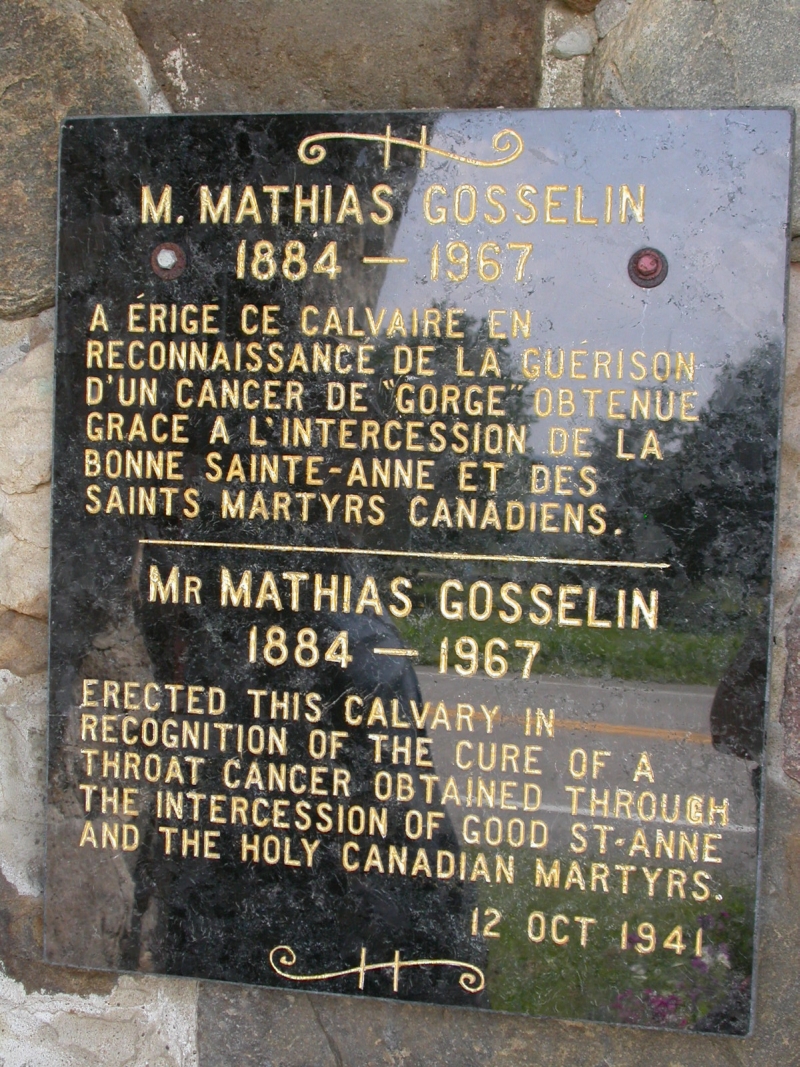 M. MATHIAS GOSSELIN
1884 — 1967
A ÉRIGÉ CE CALVAIRE EN
RECONNAISSANCE DE LA GUÉRISON
D'UN CANCER DE "GORGE" OBTENUE
GRACE A L'INTERCESSION DE LA
BONNE SAINTE-ANNE ET DES
SAINTS MARTYRS CANADIENS.
MR MATHIAS GOSSELIN
1884 — 1967
ERECTED THIS CALVARY IN
RECOGNITION OF THE CURE OF A
THROAT CANCER OBTAINED THROUGH
THE INTERCESSION OF GOOD ST-ANNE
AND THE HOLY CANADIAN MARTYRS.
12 OCT 1941